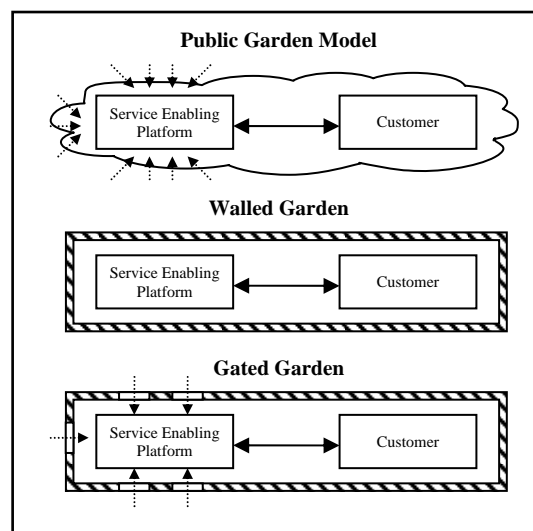 Public Garden Model
Service Enabling
Platform
Customer
Walled Garden
Service Enabling
Platform
Customer
Gated Garden
Service Enabling
Platform
Customer